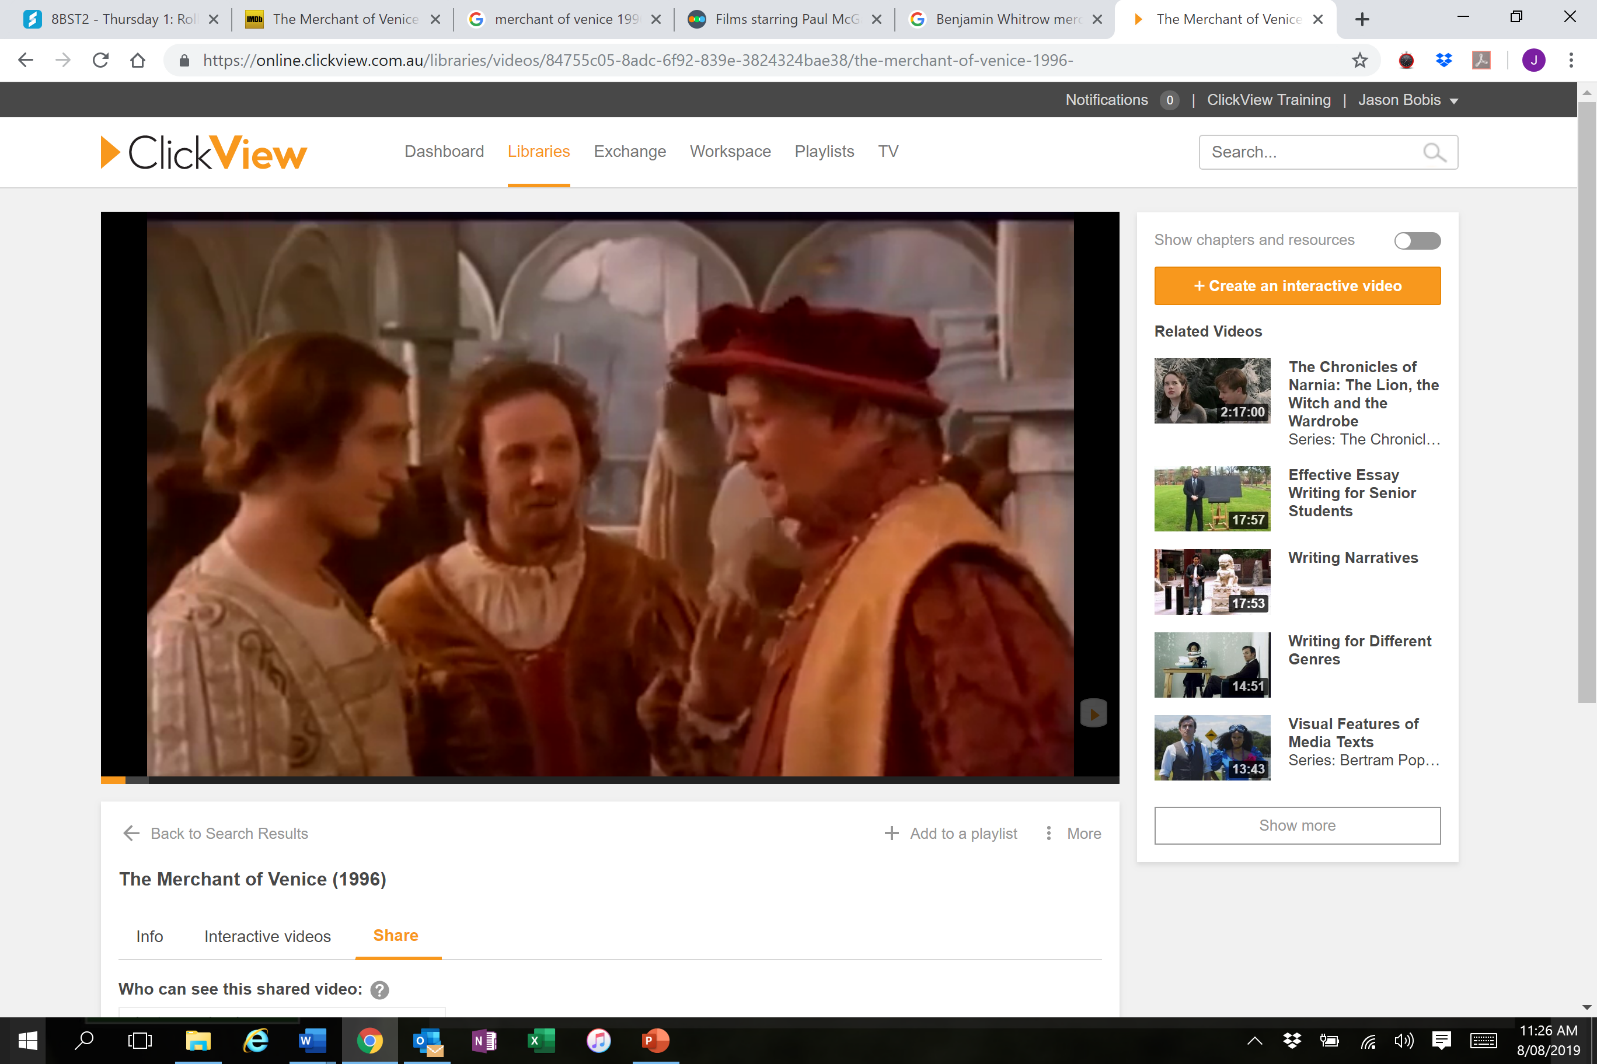 8BST2 - Thursday 1: Rol
The Merchant of Venice
merchant of venice 199
Films starring Paul McG
Benjamin Whitrow mer
The Merchant of Venice
https://online.clickview.com.au/libraries/videos/84755c05-8adc-6f92-839e-3824324bae38/the-merchant-of-venice-1996-
J
Notifications 0 | ClickView Training | Jason Bobis
ClickView
Dashboard Libraries Exchange Workspace Playlists TV
Search...
Show chapters and resources
+ Create an interactive video
Related Videos
2:17:00
The Chronicles of
Narnia: The Lion, the
Witch and the
Wardrobe
Series: The Chronicl...
17:57
Effective Essay
Writing for Senior
Students
17:53
Writing Narratives
14:51
Writing for Different
Genres
13:43
Visual Features of
Media Texts
Series: Bertram Pop...
Show more
Back to Search Results
+ Add to a playlist
More
The Merchant of Venice (1996)
Info Interactive videos Share
Who can see this shared video: ?
11:26 AM
8/08/2019